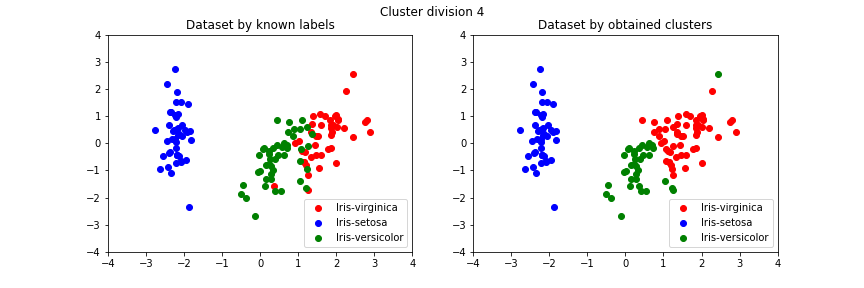 Cluster division 4
Dataset by known labels
Dataset by obtained clusters
4
3
2
1
0
−1
−2
−3
−4
−4 −3 −2 −1 0 1 2 3 4
Iris-virginica
Iris-setosa
Iris-versicolor
4
3
2
1
0
−1
−2
−3
−4
−4 −3 −2 −1 0 1 2 3 4
Iris-virginica
Iris-setosa
Iris-versicolor